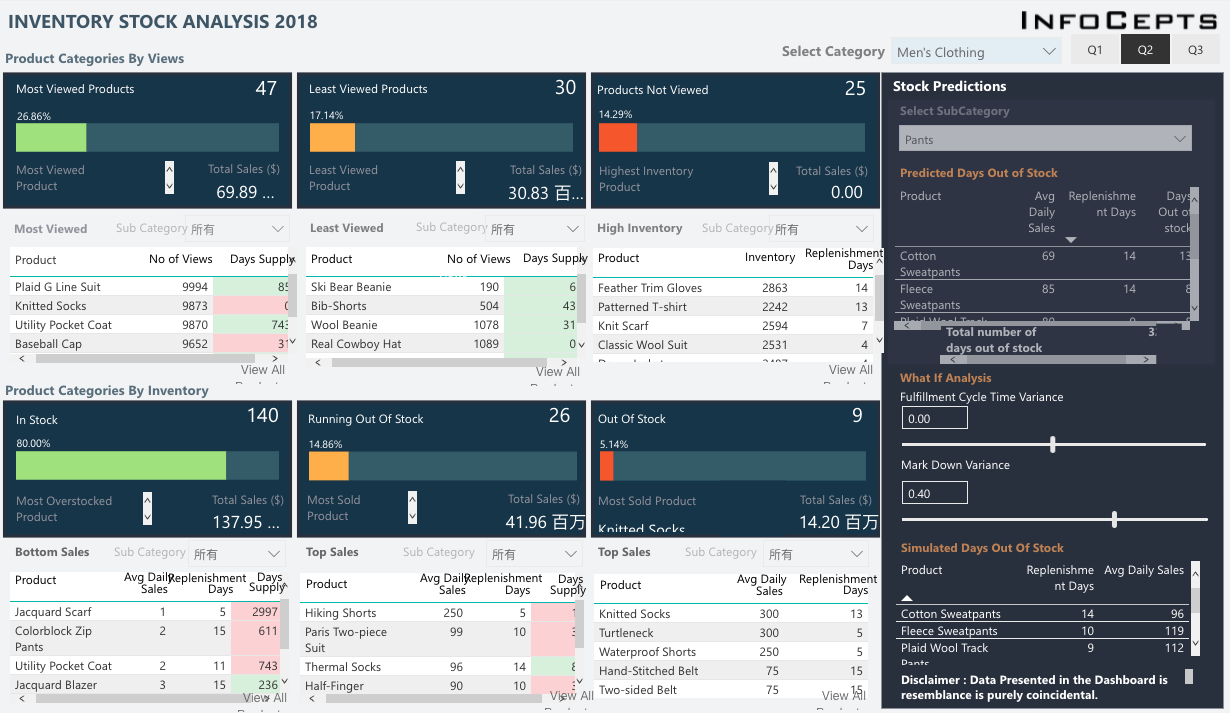 INVENTORY STOCK ANALYSIS 2018
INFOCEPTS
Select Category
Men's Clothing
Q1
Q2
Q3
Product Categories By Views
Most Viewed Products
47
26.86%
Most Viewed
Product
Total Sales ($)
69.89 ...
Least Viewed Products
30
17.14%
Least Viewed
Product
Total Sales ($)
30.83 百...
Products Not Viewed
25
14.29%
Highest Inventory
Product
Total Sales ($)
0.00
Most Viewed
Sub Category
所有
Product No of Views Days Supply
Plaid G Line Suit 9994 85
Knitted Socks 9873 0
Utility Pocket Coat 9870 743
Baseball Cap 9652 31
View All
Least Viewed
Sub Category
所有
Product No of Views Days Supply
Ski Bear Beanie 190 6
Bib-Shorts 504 43
Wool Beanie 1078 31
Real Cowboy Hat 1089 0
View All
High Inventory
Sub Category
所有
Product Inventory Replenishment
Days
Feather Trim Gloves 2863 14
Patterned T-shirt 2242 13
Knit Scarf 2594 7
Classic Wool Suit 2531 4
View All
Product Categories By Inventory
In Stock
140
80.00%
Most Overstocked
Product
Total Sales ($)
137.95 ...
Running Out Of Stock
26
14.86%
Most Sold
Product
Total Sales ($)
41.96 百万
Out Of Stock
9
5.14%
Most Sold Product
Knitted Socks
Total Sales ($)
14.20 百万
Bottom Sales
Sub Category
所有
Product Avg Daily Replenishment Days
Sales Days Supply
Jacquard Scarf 1 5 2997
Colorblock Zip 2 15 611
Pants
Utility Pocket Coat 2 11 743
Jacquard Blazer 3 15 236
View All
Top Sales
Sub Category
所有
Product Avg Daily Replenishment Days
Sales Days Supply
Hiking Shorts 250 5
Paris Two-piece 99 10
Suit
Thermal Socks 96 14
Half-Finger 90 10
View All
Top Sales
Sub Category
所有
Product Avg Daily Replenishment
Sales Days
Knitted Socks 300 13
Turtleneck 300 5
Waterproof Shorts 250 5
Hand-Stitched Belt 75 15
Two-sided Belt 75 15
View All
Stock Predictions
Select SubCategory
Pants
Predicted Days Out of Stock
Product Avg Replenishme Days
Daily nt Days Out of
Sales stock
Cotton 69 14 13
Sweatpants
Fleece 85 14 8
Sweatpants
Plaid Wool Track 80 9
Total number of 3
days out of stock
What If Analysis
Fulfillment Cycle Time Variance
0.00
Mark Down Variance
0.40
Simulated Days Out Of Stock
Product Replenishme Avg Daily Sales
nt Days
Cotton Sweatpants 14 96
Fleece Sweatpants 10 119
Plaid Wool Track 9 112
Pants
Disclaimer : Data Presented in the Dashboard is
resemblance is purely coincidental.